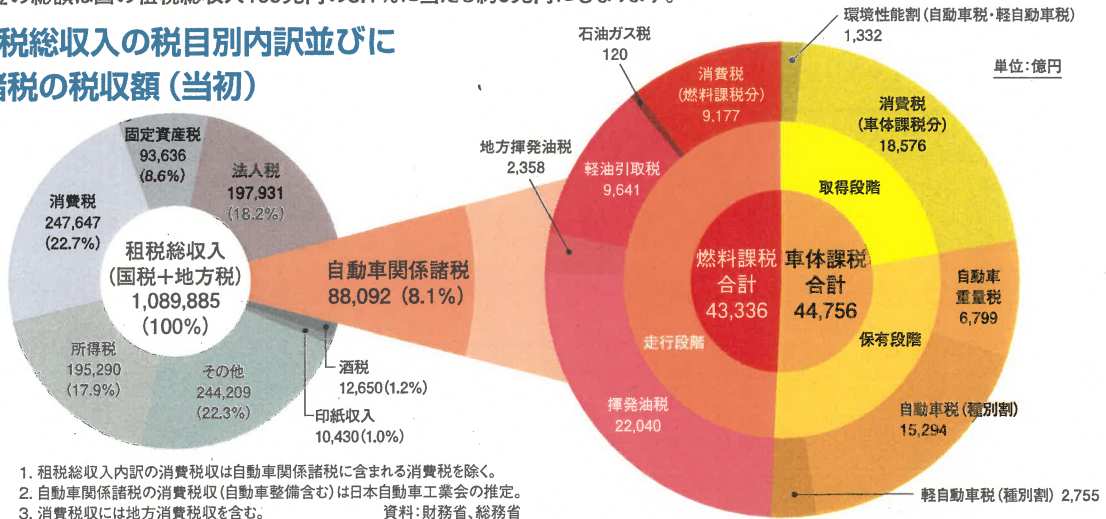 税総収入の税目別内訳並びに
諸税の税収額（当初）
単位：億円
固定資産税
93,636
(8.6%)
法人税
197,931
(18.2%)
消費税
247,647
(22.7%)
租税総収入
(国税＋地方税)
1,089,885
(100%)
所得税
195,290
(17.9%)
その他
244,209
(22.3%)
酒税
12,650(1.2%)
印紙収入
10,430(1.0%)
自動車関係諸税
88,092 (8.1%)
石油ガス税
120
消費税
(燃料課税分)
9,177
地方揮発油税
2,358
軽油引取税
9,641
燃料課税
合計
43,336
走行段階
揮発油税
22,040
環境性能割（自動車税・軽自動車税）
1,332
消費税
(車体課税分)
18,576
取得段階
車体課税
合計
44,756
自動車
重量税
6,799
保有段階
自動車税（種別割）
15,294
軽自動車税（種別割） 2,755
1. 租税総収入内訳の消費税収は自動車関係諸税に含まれる消費税を除く。
2. 自動車関係諸税の消費税収（自動車整備含む）は日本自動車工業会の推定。
3. 消費税収には地方消費税収を含む。 資料：財務省、総務省